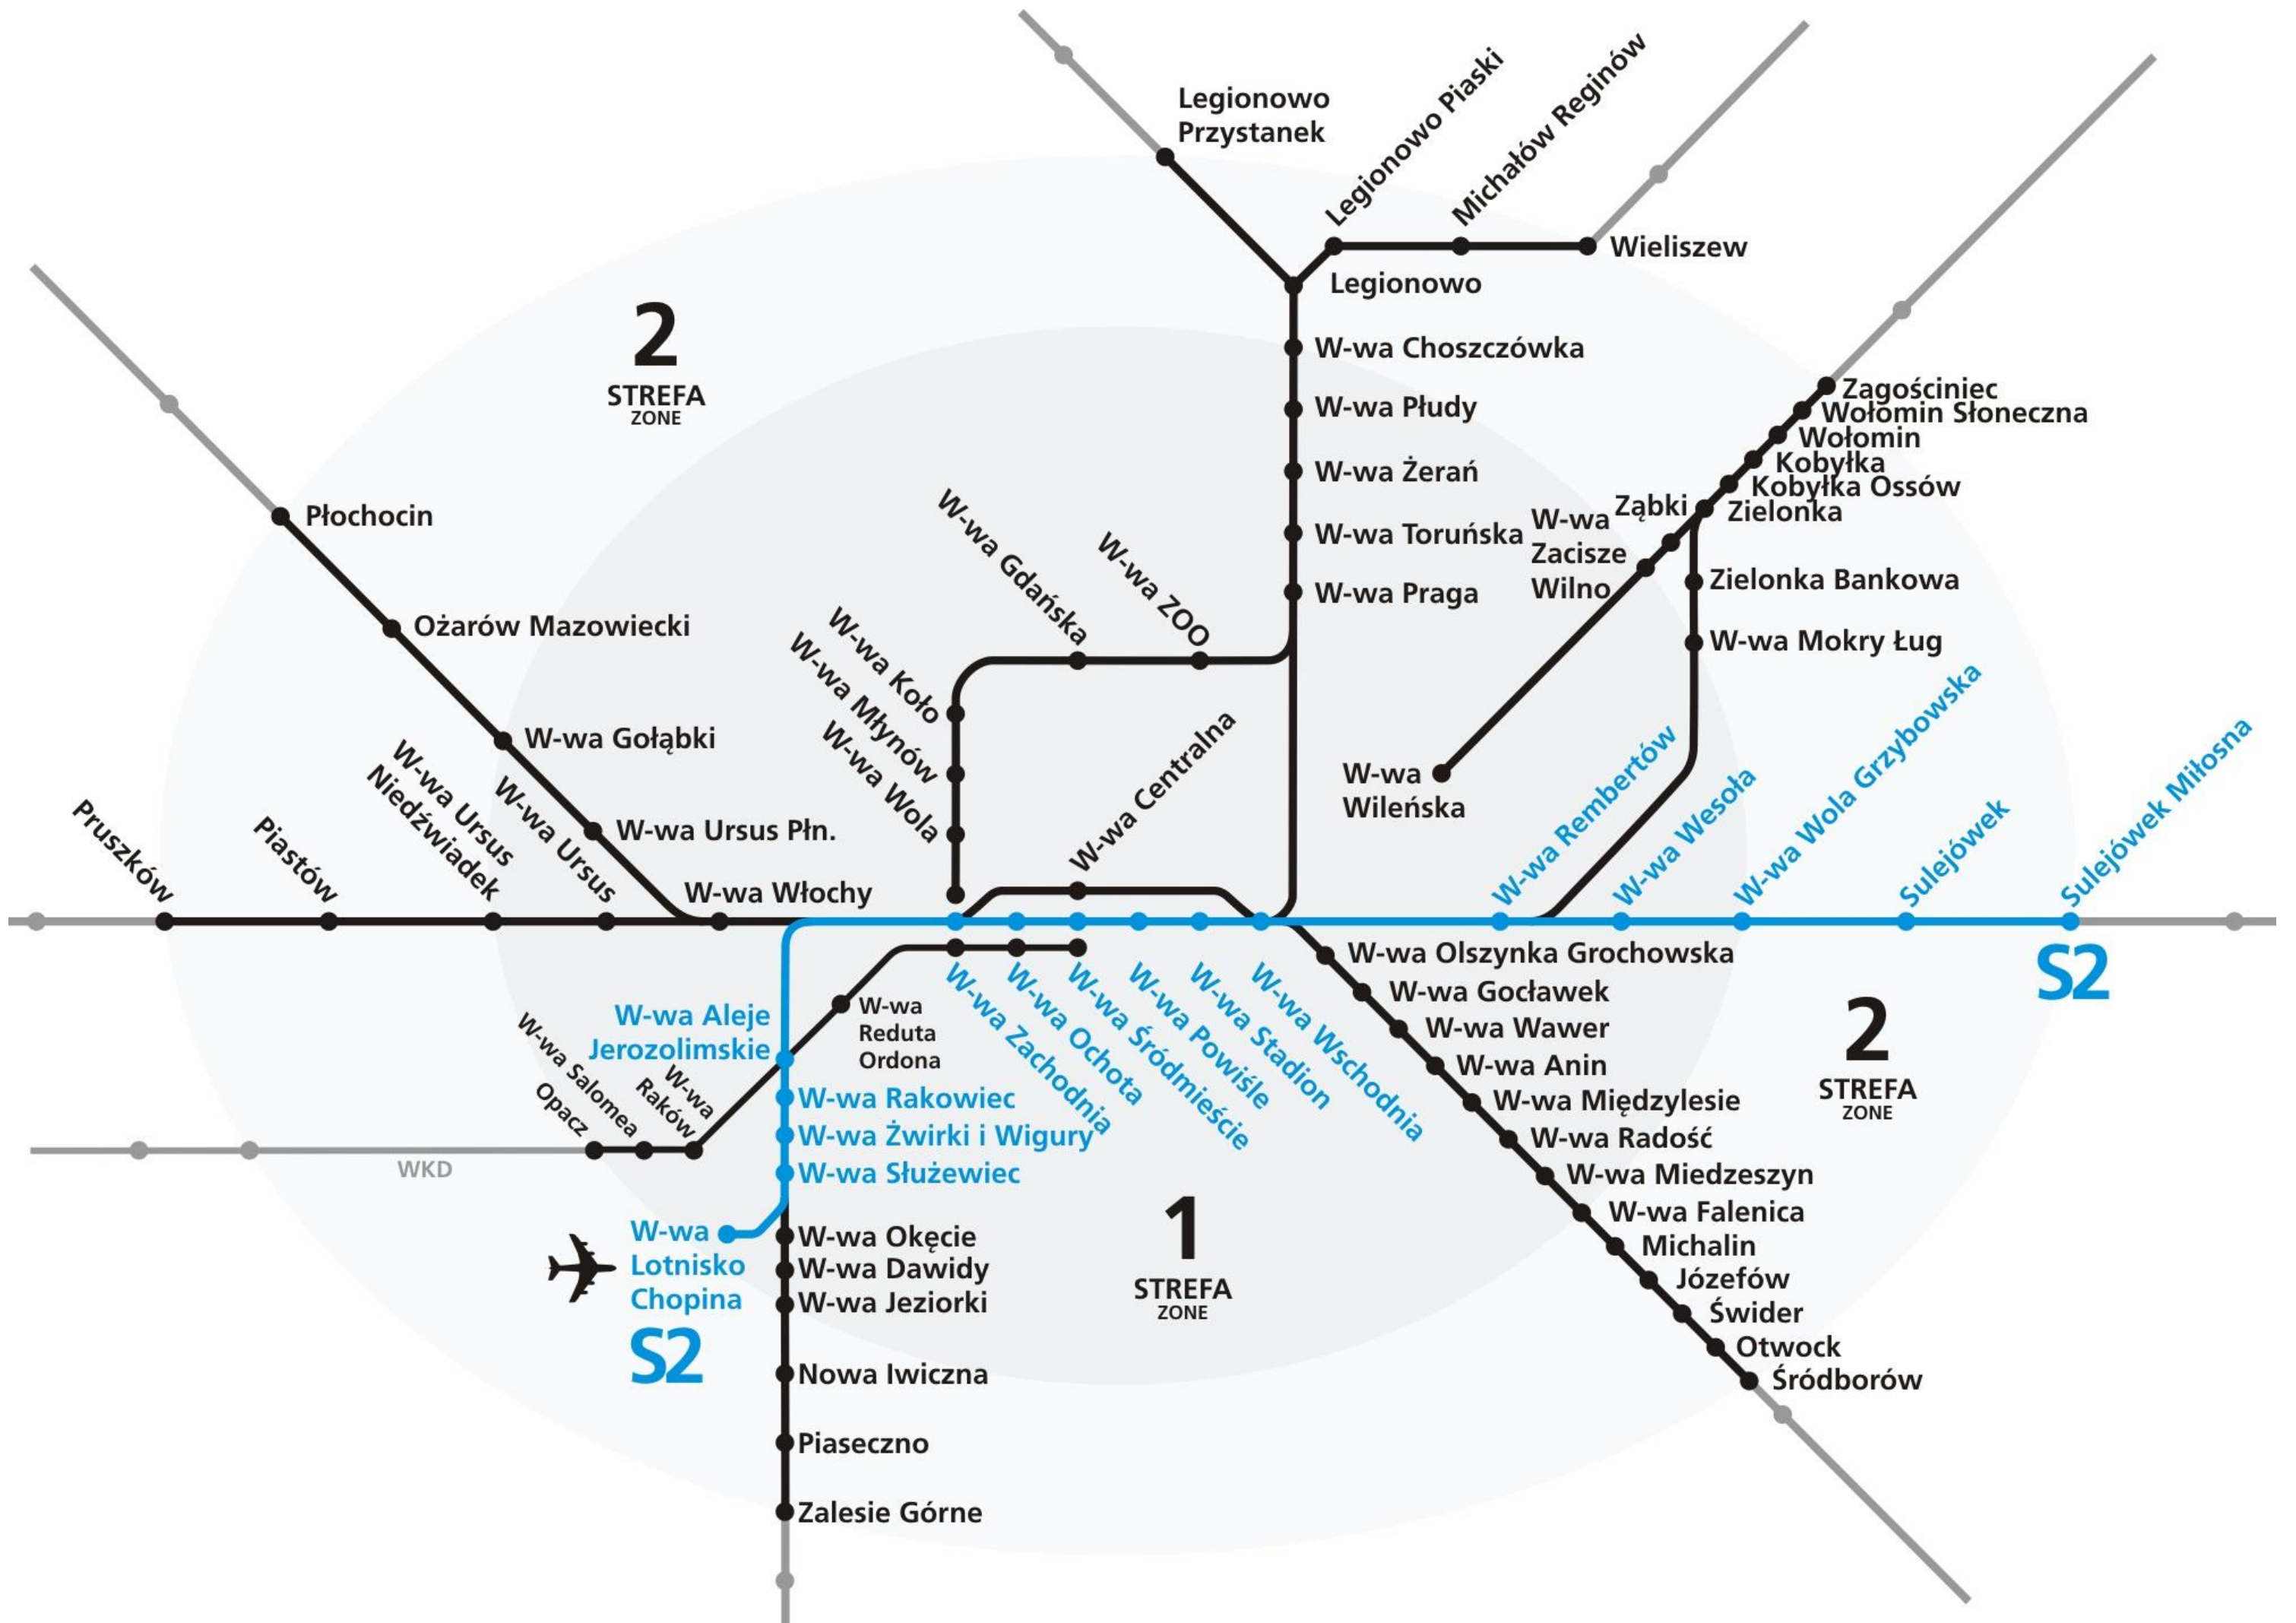 Legionowo
Przystanek
Legionowo Piaski
Michałów Reginów
Wieliszew
Legionowo
2
STREFA
ZONE
W-wa Choszczówka
W-wa Płudy
W-wa Żerań
W-wa Toruńska
W-wa Praga
Zagościniec
Wołomin Słoneczna
Wołomin
Kobyłka
Kobyłka Ossów
Zielonka
Ząbki
W-wa
Zacisze
Wilno
Zielonka Bankowa
W-wa Mokry Ług
Płochocin
Ożarów Mazowiecki
W-wa Gołąbki
W-wa Ursus Płn.
W-wa Gdańska
W-wa ZOO
W-wa Koło
W-wa Młynów
W-wa Wola
W-wa Centralna
W-wa
Wileńska
Pruszków
Piastów
W-wa Ursus
Niedźwiadek
W-wa Ursus
W-wa Włochy
W-wa Rembertów
W-wa Wesoła
W-wa Wola Grzybowska
Sulejówek
Sulejówek Miłosna
S2
W-wa Zachodnia
W-wa Ochota
W-wa Śródmieście
W-wa Powiśle
W-wa Stadion
W-wa Wschodnia
W-wa Aleje
Jerozolimskie
W-wa
Reduta
Ordona
Opacz
W-wa Salomea
W-wa
Raków
WKD
W-wa Rakowiec
W-wa Żwirki i Wigury
W-wa Służewiec
W-wa
Lotnisko
Chopina
S2
W-wa Okęcie
W-wa Dawidy
W-wa Jeziorki
Nowa Iwiczna
Piaseczno
Zalesie Górne
1
STREFA
ZONE
W-wa Olszynka Grochowska
W-wa Gocławek
W-wa Wawer
W-wa Anin
W-wa Międzylesie
W-wa Radość
W-wa Miedzeszyn
W-wa Falenica
Michalin
Józefów
Świder
Otwock
Śródborów
2
STREFA
ZONE